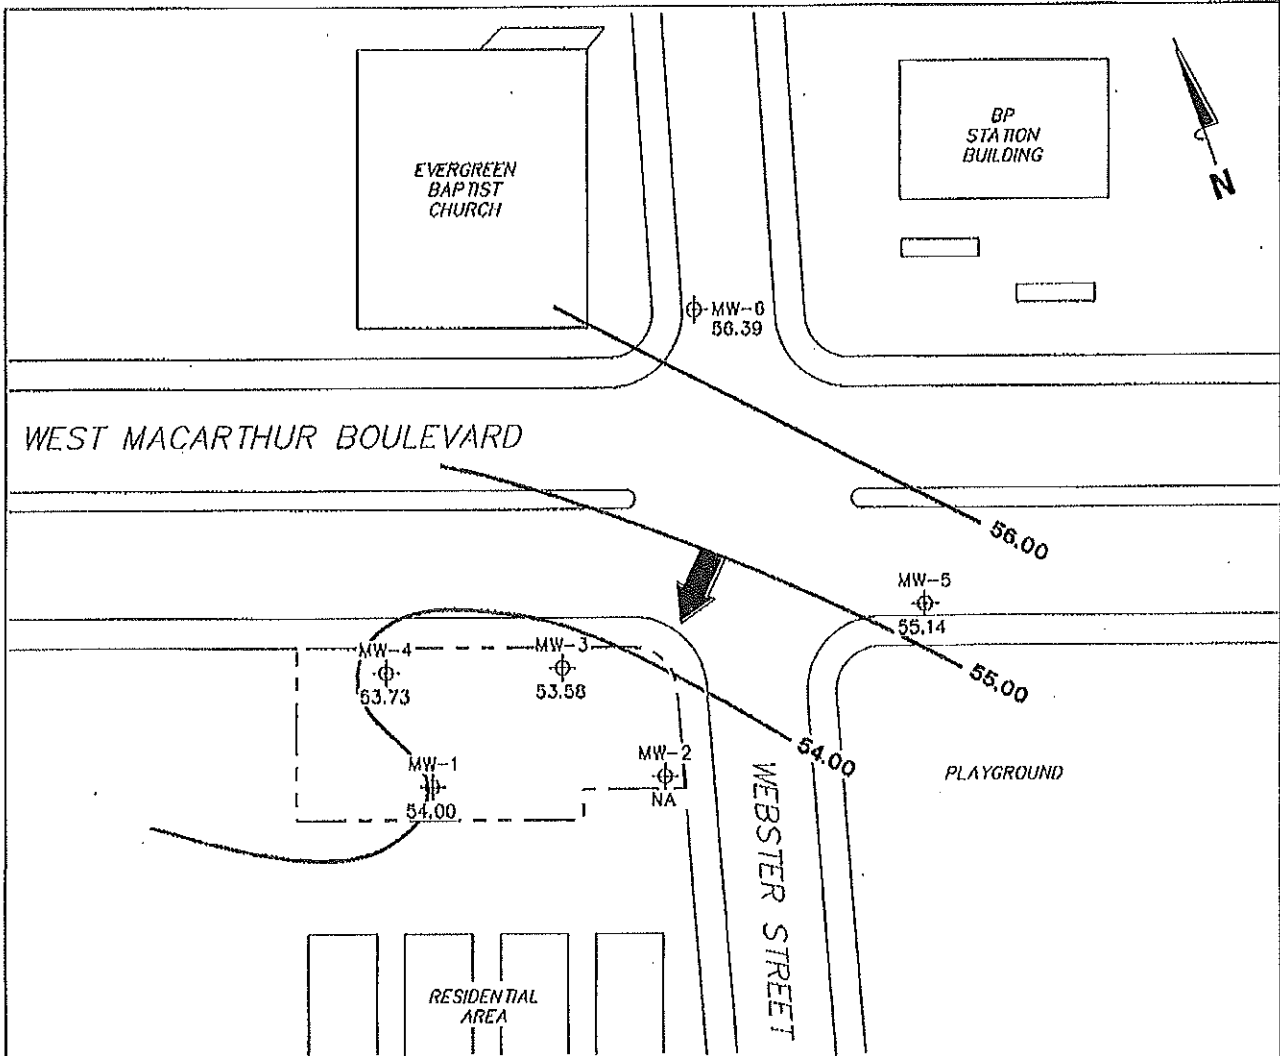 EVERGREEN
BAPTIST
CHURCH
BP
STATION
BUILDING
N
MW-6
56.39
WEST MACARTHUR BOULEVARD
56.00
MW-5
55.14
55.00
MW-4
53.73
MW-3
53.58
MW-1
54.00
MW-2
NA
54.00
PLAYGROUND
WEBSTER STREET
RESIDENTIAL
AREA